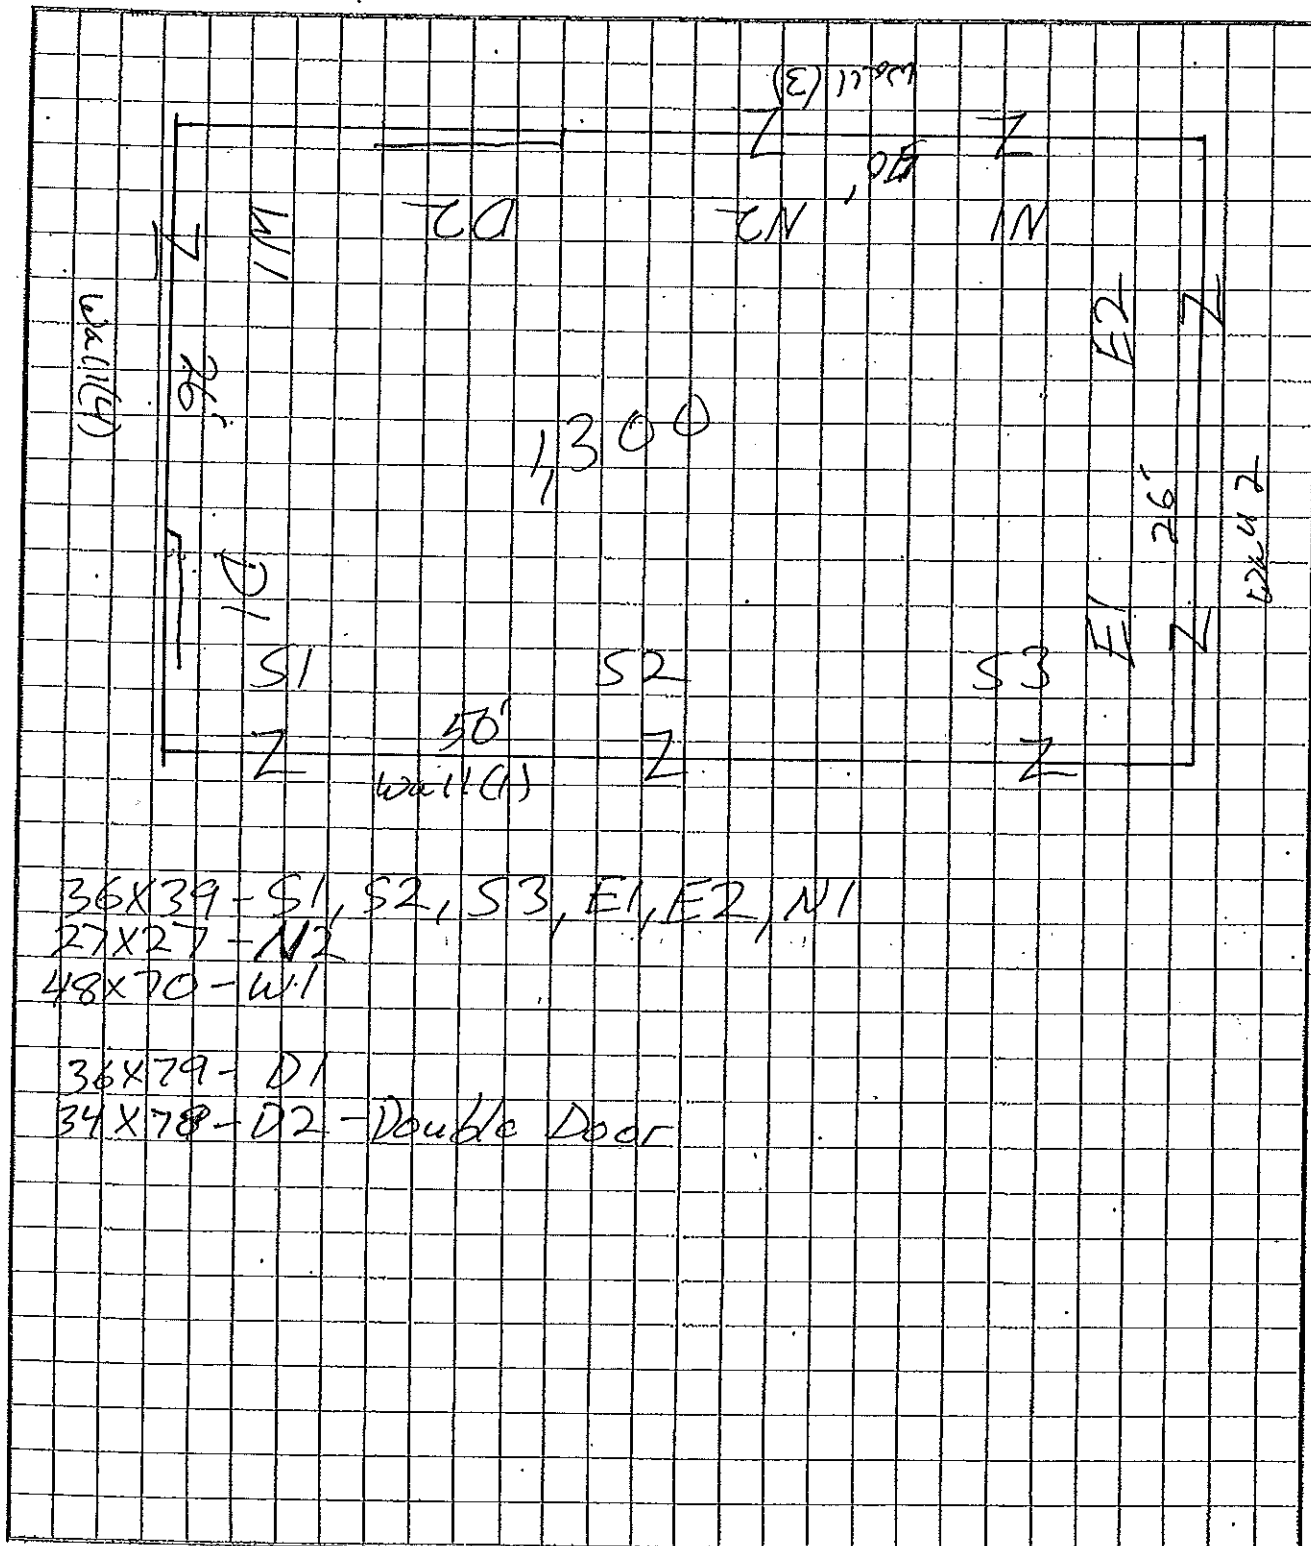 Wall (3)
50'
W1
D2
N2
N1
E2
Wall (4)
26'
1,300
26'
Wall 2
D1
E1
S1 S2 S3
50'
Wall (1)
36X39 - S1, S2, S3, E1, E2, N1
27X27 - N2
48X70 - W1
36X79 - D1
34X78 - D2 - Double Door